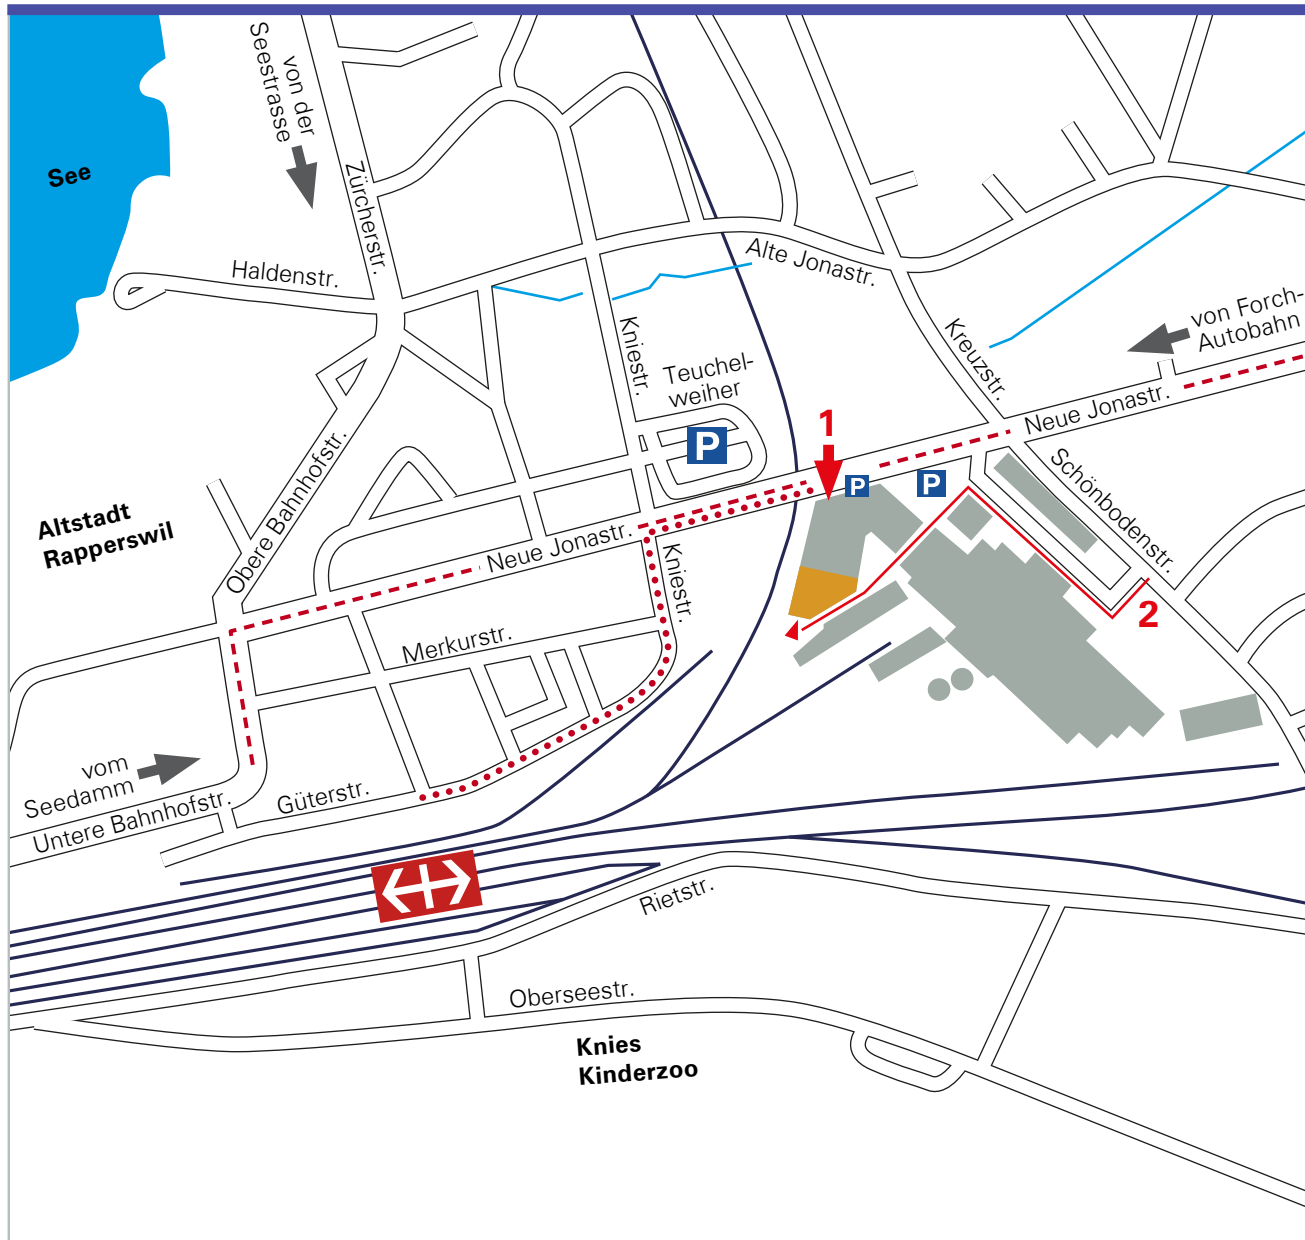 von der
Seestrasse
See
Zürcherstr.
Haldenstr.
Alte Jonastr.
von Forch-
Autobahn
Kniestr.
Kreuzstr.
Teuchel-
weiher
P
1
Neue Jonastr.
P
P
Obere Bahnhofstr.
Schönbodenstr.
Altstadt
Rapperswil
Neue Jonastr.
Kniestr.
2
Merkurstr.
vom
Seedamm
Güterstr.
Untere Bahnhofstr.
Rietstr.
Oberseestr.
Knies
Kinderzoo